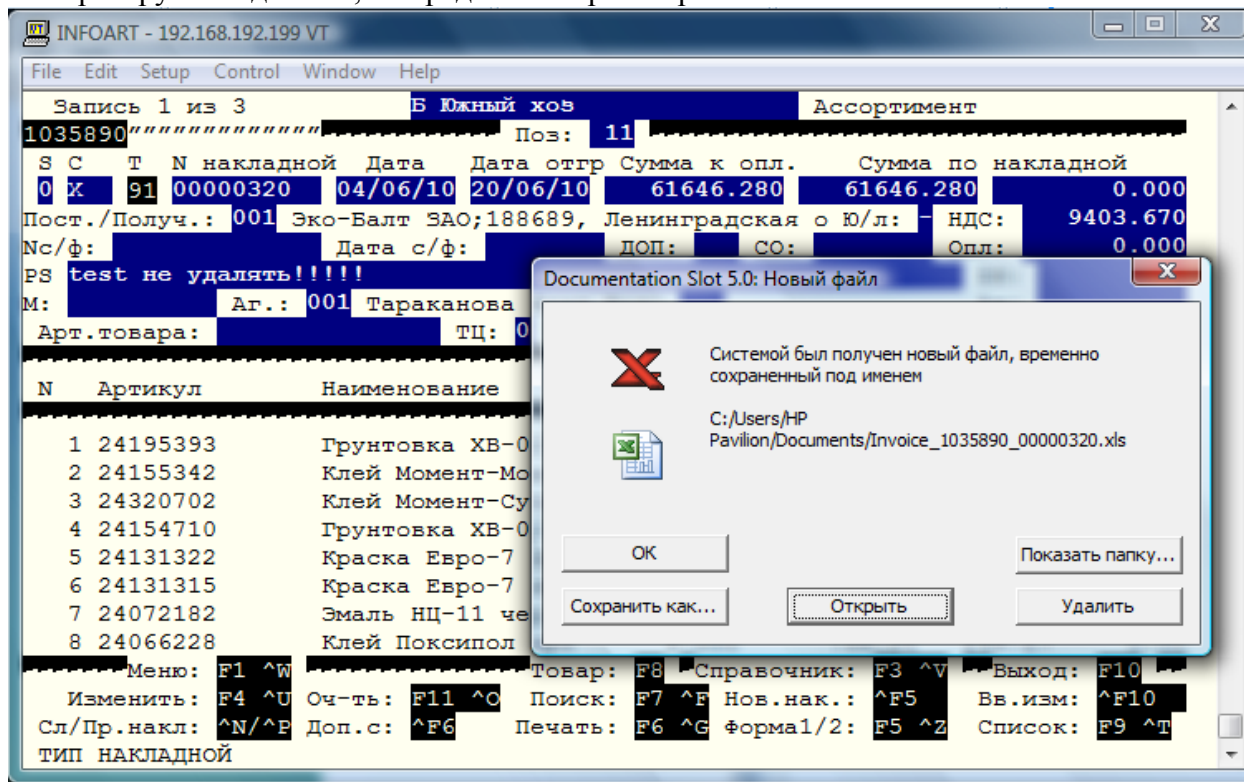 INFOART - 192.168.192.199 VT
File Edit Setup Control Window Help
Запись 1 из 3 Б Южный хоз Ассортимент
1035890""""""""""""" Поз: 11
S C T N накладной Дата Дата отгр Сумма к опл. Сумма по накладной
0 X 91 00000320 04/06/10 20/06/10 61646.280 61646.280 0.000
Пост./Получ.: 001 Эко-Балт ЗАО;188689, Ленинградская о Ю/л: - НДС: 9403.670
Nс/ф: Дата с/ф: ДОП: СО: Опл: 0.000
PS test не удалять!!!!!
М: Аг.: 001 Тараканова
Арт.товара: ТЦ: 0
N Артикул Наименование
1 24195393 Грунтовка ХВ-0
2 24155342 Клей Момент-Мо
3 24320702 Клей Момент-Су
4 24154710 Грунтовка ХВ-0
5 24131322 Краска Евро-7
6 24131315 Краска Евро-7
7 24072182 Эмаль НЦ-11 че
8 24066228 Клей Поксипол
Documentation Slot 5.0: Новый файл
Системой был получен новый файл, временно
сохраненный под именем
C:/Users/HP
Pavilion/Documents/Invoice_1035890_00000320.xls
OK Показать папку...
Сохранить как... Открыть Удалить
Меню: F1 ^W Товар: F8 Справочник: F3 ^V Выход: F10
Изменить: F4 ^U Оч-ть: F11 ^O Поиск: F7 ^F Нов.нак.: ^F5 Вв.изм: ^F10
Сл/Пр.накл: ^N/^P Доп.с: ^F6 Печать: F6 ^G Форма1/2: F5 ^Z Список: F9 ^T
ТИП НАКЛАДНОЙ